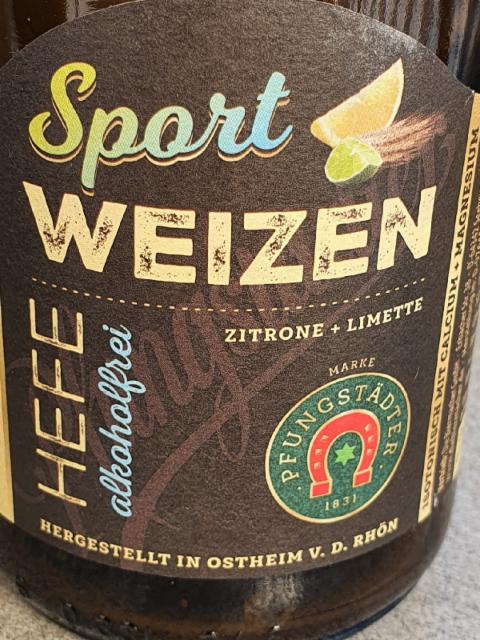 Sport
WEIZEN
ZITRONE + LIMETTE
HEFE
alkoholfrei
MARKE
PFUNGSTÄDTER
1831
HERGESTELLT IN OSTHEIM V. D. RHÖN
ISOTONISCH MIT CALCIUM + MAGNESIUM